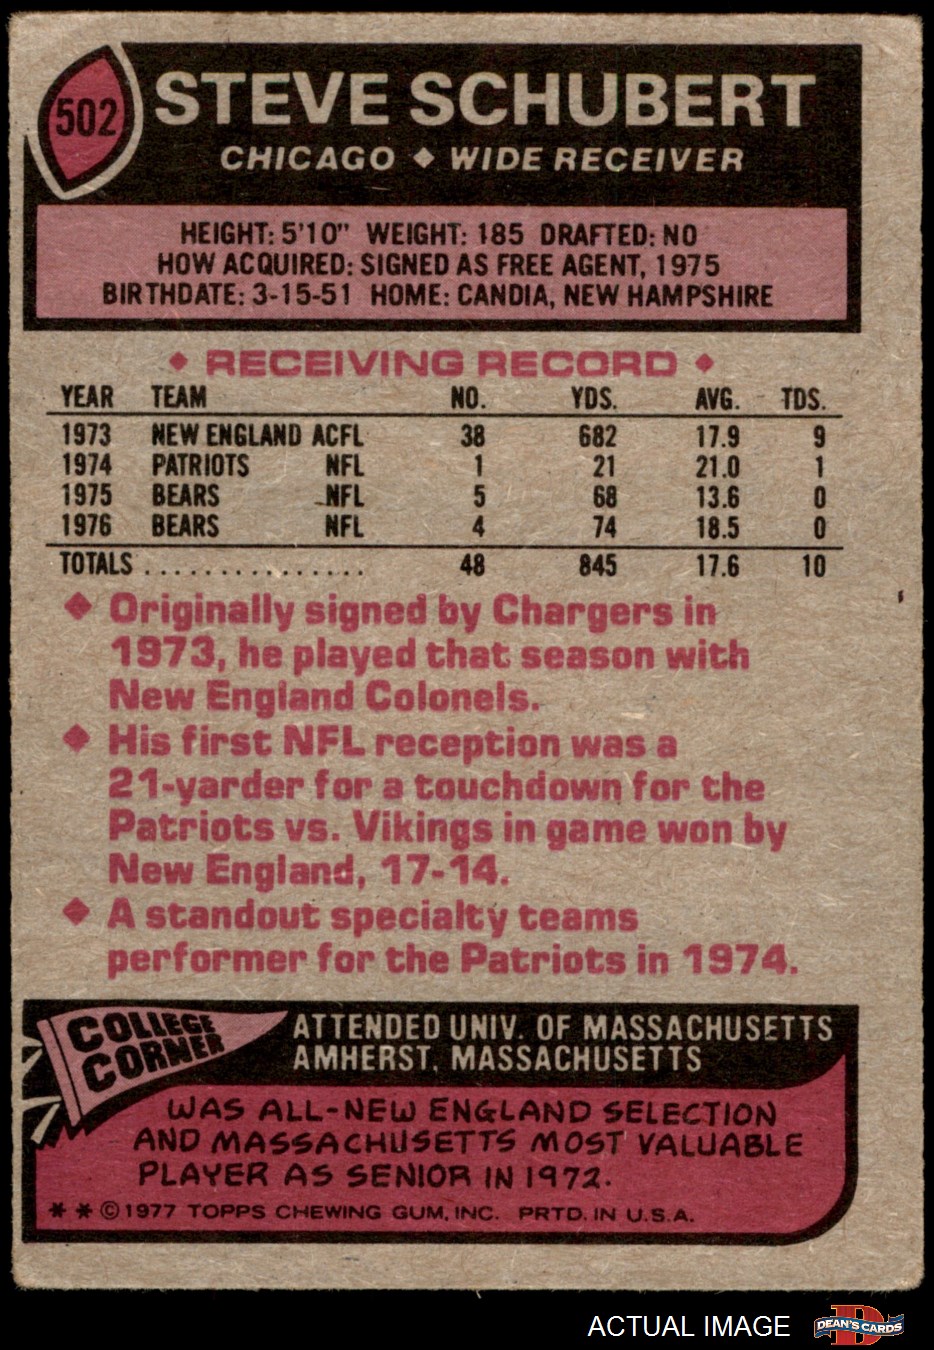 502
STEVE SCHUBERT
CHICAGO ◆ WIDE RECEIVER
HEIGHT: 5'10" WEIGHT: 185 DRAFTED: NO
HOW ACQUIRED: SIGNED AS FREE AGENT, 1975
BIRTHDATE: 3-15-51 HOME: CANDIA, NEW HAMPSHIRE
◆ RECEIVING RECORD ◆
YEAR TEAM NO. YDS. AVG. TDS.
1973 NEW ENGLAND ACFL 38 682 17.9 9
1974 PATRIOTS NFL 1 21 21.0 1
1975 BEARS NFL 5 68 13.6 0
1976 BEARS NFL 4 74 18.5 0
TOTALS ............... 48 845 17.6 10
◆ Originally signed by Chargers in
1973, he played that season with
New England Colonels.
◆ His first NFL reception was a
21-yarder for a touchdown for the
Patriots vs. Vikings in game won by
New England, 17-14.
◆ A standout specialty teams
performer for the Patriots in 1974.
COLLEGE
CORNER
ATTENDED UNIV. OF MASSACHUSETTS
AMHERST, MASSACHUSETTS
WAS ALL-NEW ENGLAND SELECTION
AND MASSACHUSETTS MOST VALUABLE
PLAYER AS SENIOR IN 1972.
* * © 1977 TOPPS CHEWING GUM, INC. PRTD. IN U.S.A.
ACTUAL IMAGE
D
DEAN'S CARDS